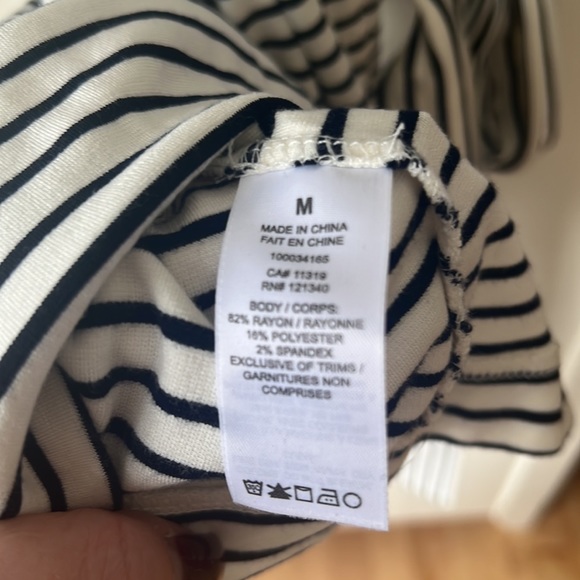 M
MADE IN CHINA
FAIT EN CHINE
100034165
CA# 11319
RN# 121340
BODY / CORPS:
82% RAYON / RAYONNE
16% POLYESTER
2% SPANDEX
EXCLUSIVE OF TRIMS /
GARNITURES NON
COMPRISES